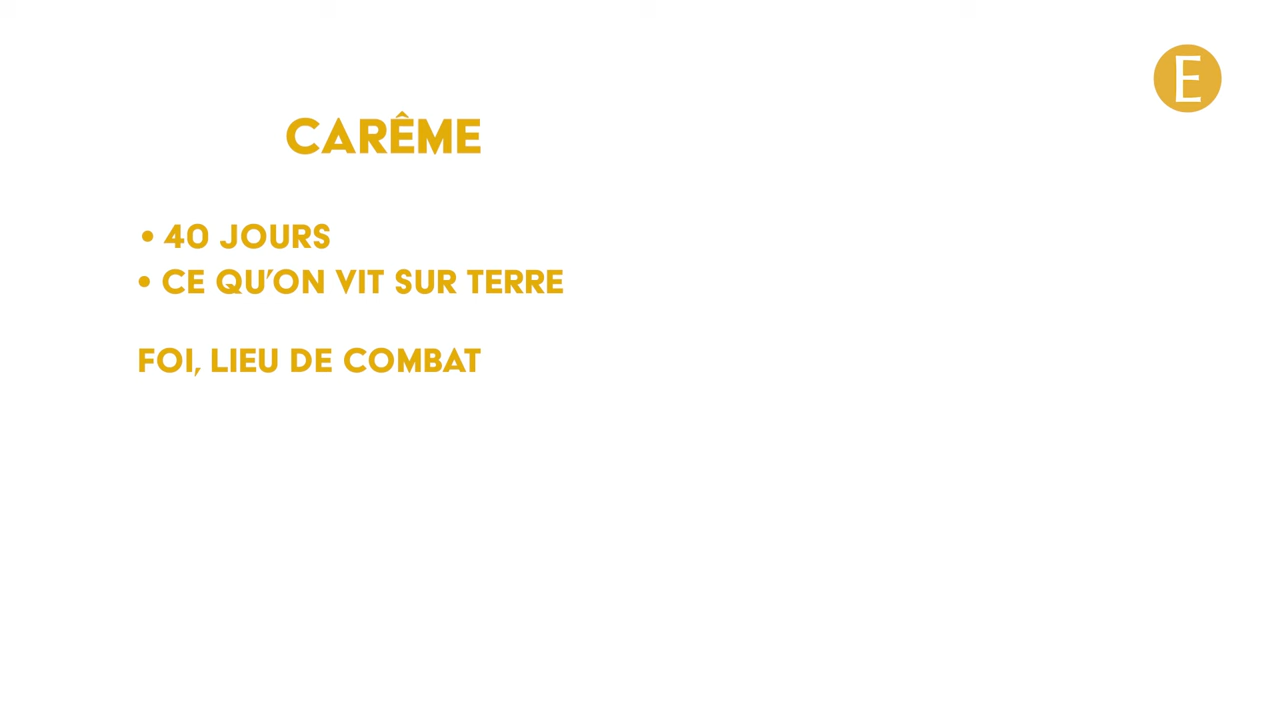 E
CARÊME
• 40 JOURS
• CE QU'ON VIT SUR TERRE
FOI, LIEU DE COMBAT